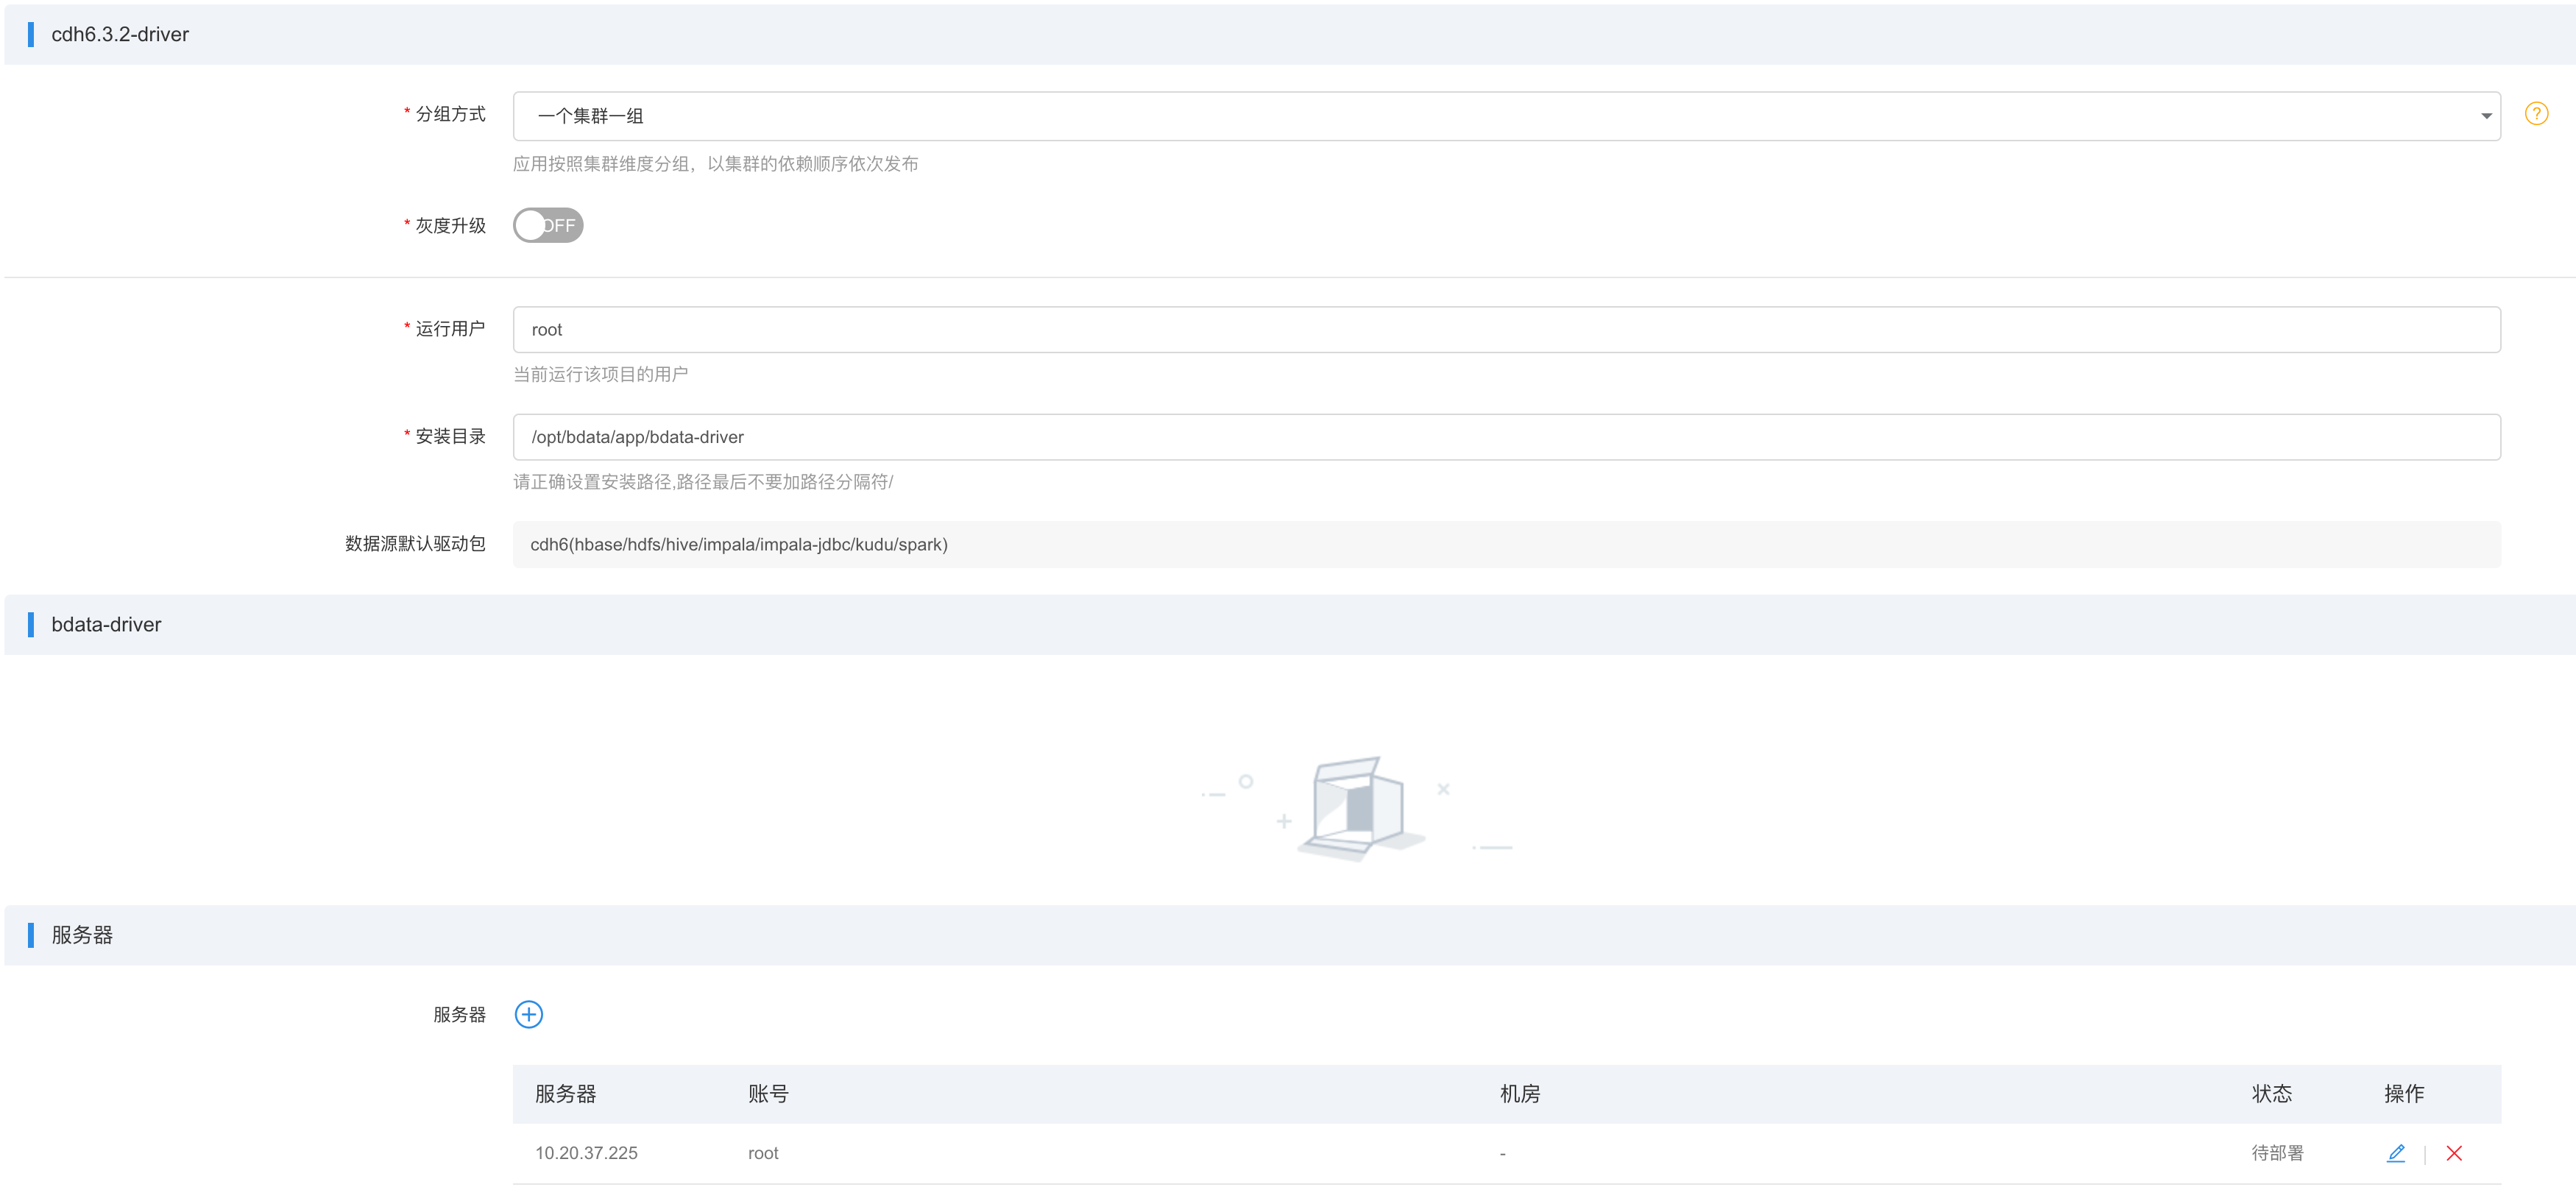 cdh6.3.2-driver
* 分组方式 一个集群一组 ?
应用按照集群维度分组，以集群的依赖顺序依次发布
* 灰度升级 OFF
* 运行用户 root
当前运行该项目的用户
* 安装目录 /opt/bdata/app/bdata-driver
请正确设置安装路径,路径最后不要加路径分隔符/
数据源默认驱动包 cdh6(hbase/hdfs/hive/impala/impala-jdbc/kudu/spark)
bdata-driver
服务器
服务器
服务器 账号 机房 状态 操作
10.20.37.225 root - 待部署